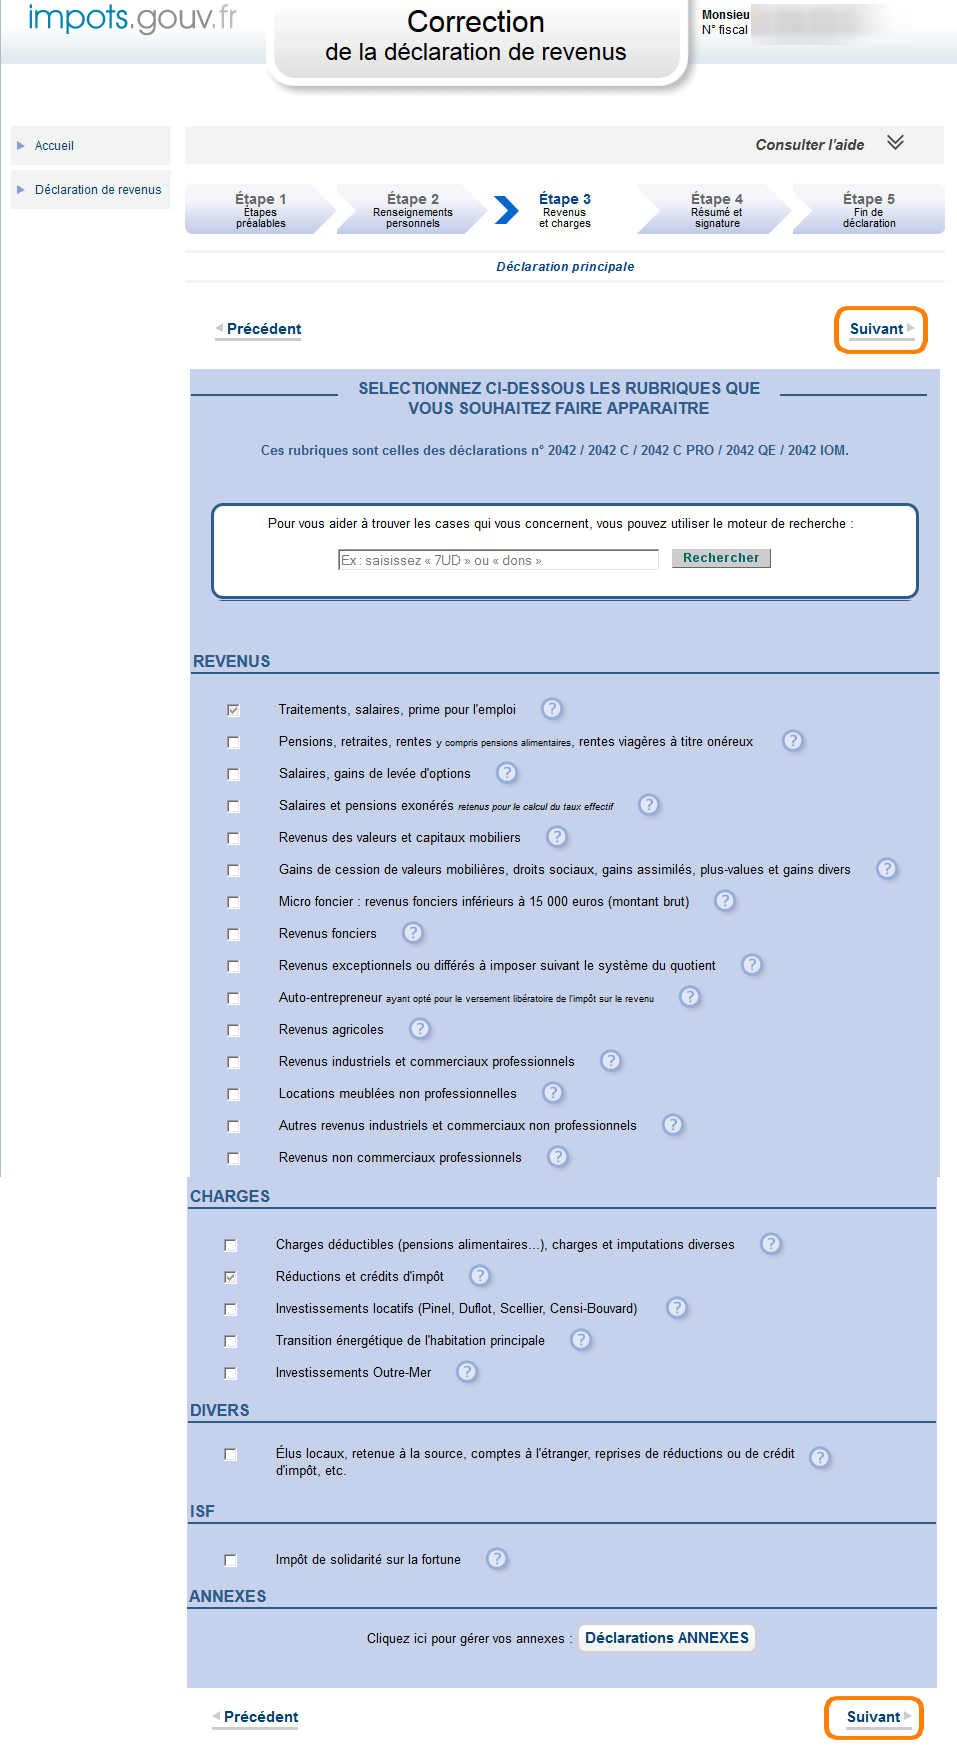 impots.gouv.fr
Correction
de la déclaration de revenus
Monsieu
N° fiscal
Accueil
Déclaration de revenus
Consulter l'aide
Étape 1
Étapes
préalables
Étape 2
Renseignements
personnels
Étape 3
Revenus
et charges
Étape 4
Résumé et
signature
Étape 5
Fin de
déclaration
Déclaration principale
Précédent
Suivant
SELECTIONNEZ CI-DESSOUS LES RUBRIQUES QUE
VOUS SOUHAITEZ FAIRE APPARAITRE
Ces rubriques sont celles des déclarations n° 2042 / 2042 C / 2042 C PRO / 2042 QE / 2042 IOM.
Pour vous aider à trouver les cases qui vous concernent, vous pouvez utiliser le moteur de recherche :
Ex : saisissez « 7UD » ou « dons »
Rechercher
REVENUS
Traitements, salaires, prime pour l'emploi ?
Pensions, retraites, rentes y compris pensions alimentaires, rentes viagères à titre onéreux ?
Salaires, gains de levée d'options ?
Salaires et pensions exonérés retenus pour le calcul du taux effectif ?
Revenus des valeurs et capitaux mobiliers ?
Gains de cession de valeurs mobilières, droits sociaux, gains assimilés, plus-values et gains divers ?
Micro foncier : revenus fonciers inférieurs à 15 000 euros (montant brut) ?
Revenus fonciers ?
Revenus exceptionnels ou différés à imposer suivant le système du quotient ?
Auto-entrepreneur ayant opté pour le versement libératoire de l'impôt sur le revenu ?
Revenus agricoles ?
Revenus industriels et commerciaux professionnels ?
Locations meublées non professionnelles ?
Autres revenus industriels et commerciaux non professionnels ?
Revenus non commerciaux professionnels ?
CHARGES
Charges déductibles (pensions alimentaires...), charges et imputations diverses ?
Réductions et crédits d'impôt ?
Investissements locatifs (Pinel, Duflot, Scellier, Censi-Bouvard) ?
Transition énergétique de l'habitation principale ?
Investissements Outre-Mer ?
DIVERS
Élus locaux, retenue à la source, comptes à l'étranger, reprises de réductions ou de crédit ?
d'impôt, etc.
ISF
Impôt de solidarité sur la fortune ?
ANNEXES
Cliquez ici pour gérer vos annexes : Déclarations ANNEXES
Précédent
Suivant